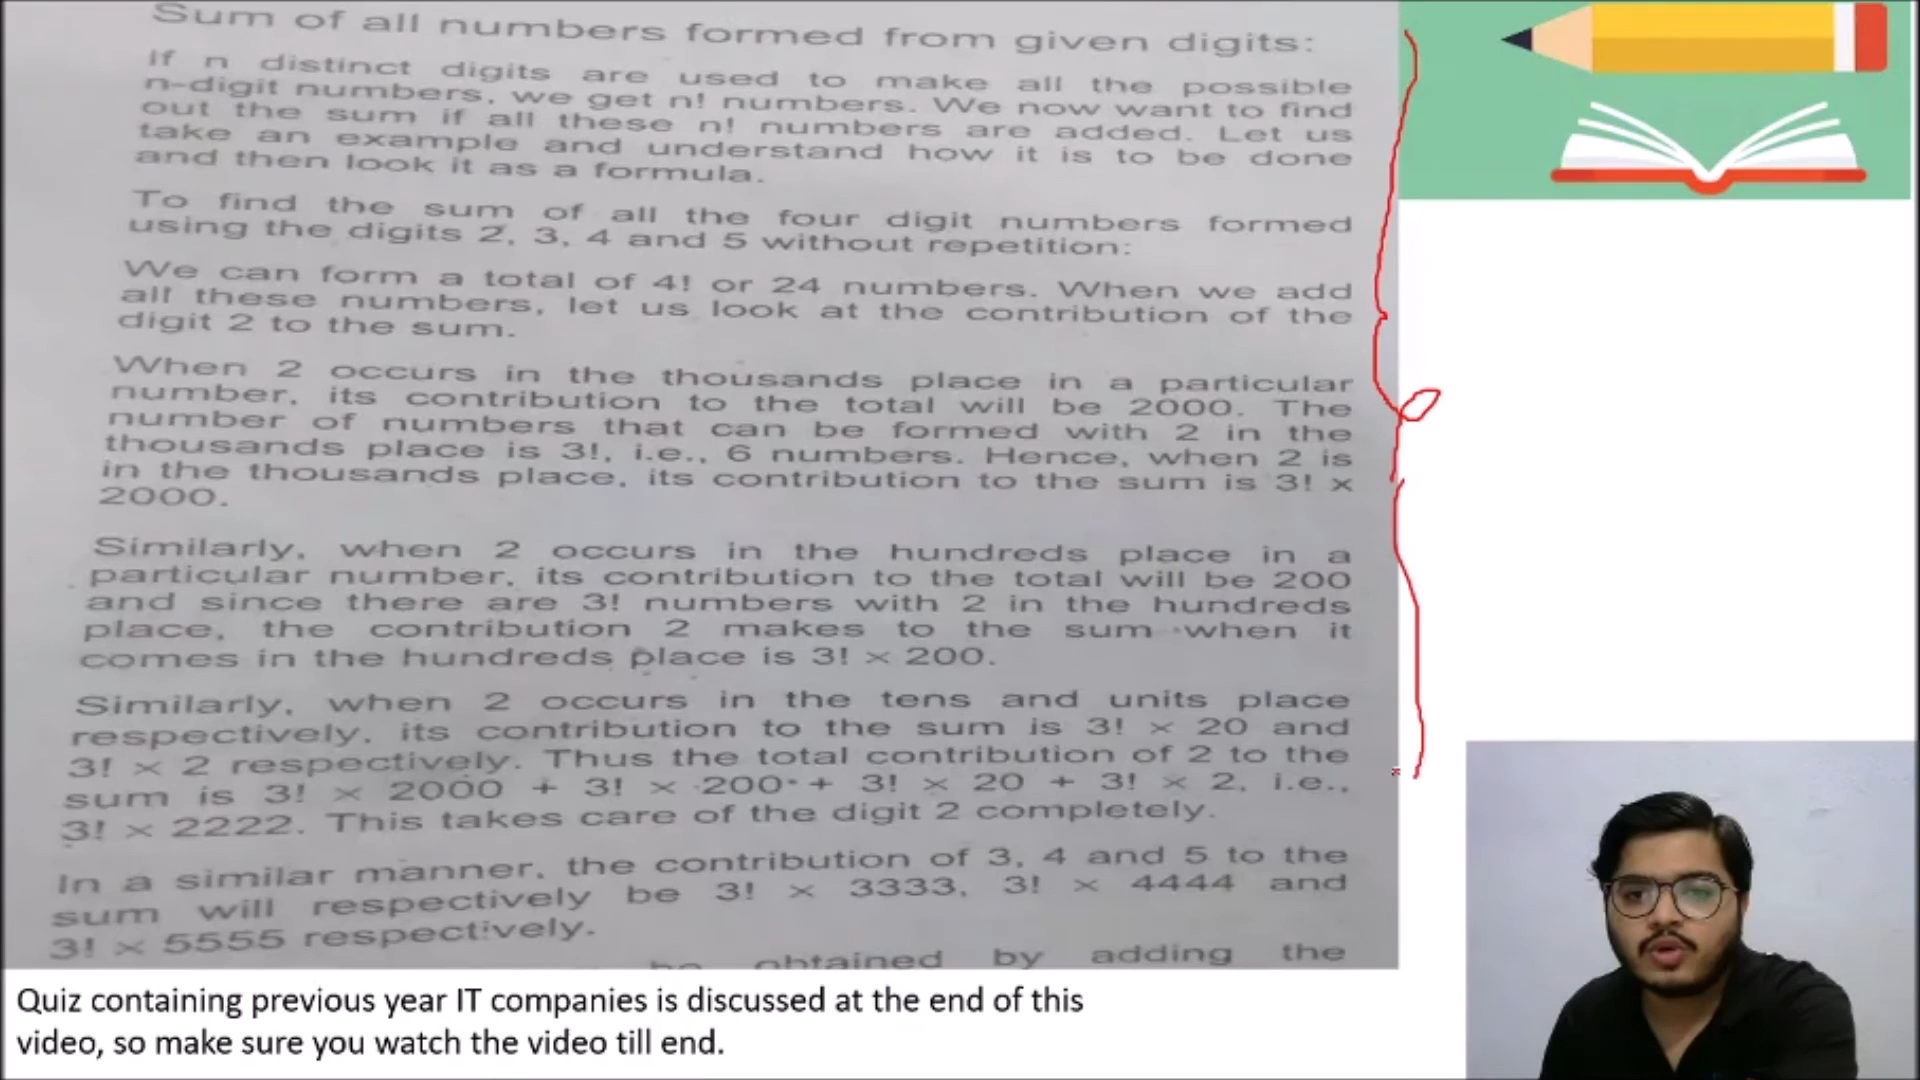 Sum of all numbers formed from given digits:
If n distinct digits are used to make all the possible
n-digit numbers, we get n! numbers. We now want to find
out the sum if all these n! numbers are added. Let us
take an example and understand how it is to be done
and then look it as a formula.
To find the sum of all the four digit numbers formed
using the digits 2, 3, 4 and 5 without repetition:
We can form a total of 4! or 24 numbers. When we add
all these numbers, let us look at the contribution of the
digit 2 to the sum.
When 2 occurs in the thousands place in a particular
number, its contribution to the total will be 2000. The
number of numbers that can be formed with 2 in the
thousands place is 3!, i.e., 6 numbers. Hence, when 2 is
in the thousands place, its contribution to the sum is 3! ×
2000.
Similarly, when 2 occurs in the hundreds place in a
particular number, its contribution to the total will be 200
and since there are 3! numbers with 2 in the hundreds
place, the contribution 2 makes to the sum when it
comes in the hundreds place is 3! × 200.
Similarly, when 2 occurs in the tens and units place
respectively, its contribution to the sum is 3! × 20 and
3! × 2 respectively. Thus the total contribution of 2 to the
sum is 3! × 2000 + 3! × 200 + 3! × 20 + 3! × 2, i.e.,
3! × 2222. This takes care of the digit 2 completely.
In a similar manner, the contribution of 3, 4 and 5 to the
sum will respectively be 3! × 3333, 3! × 4444 and
3! × 5555 respectively.
obtained by adding the
Quiz containing previous year IT companies is discussed at the end of this
video, so make sure you watch the video till end.